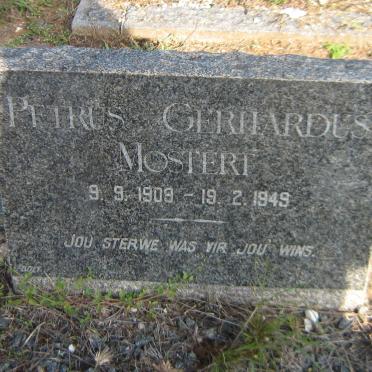 PETRUS GERHARDUS
MOSTERT
9. 9. 1909 - 19. 2. 1949
JOU STERWE WAS VIR JOU WINS.